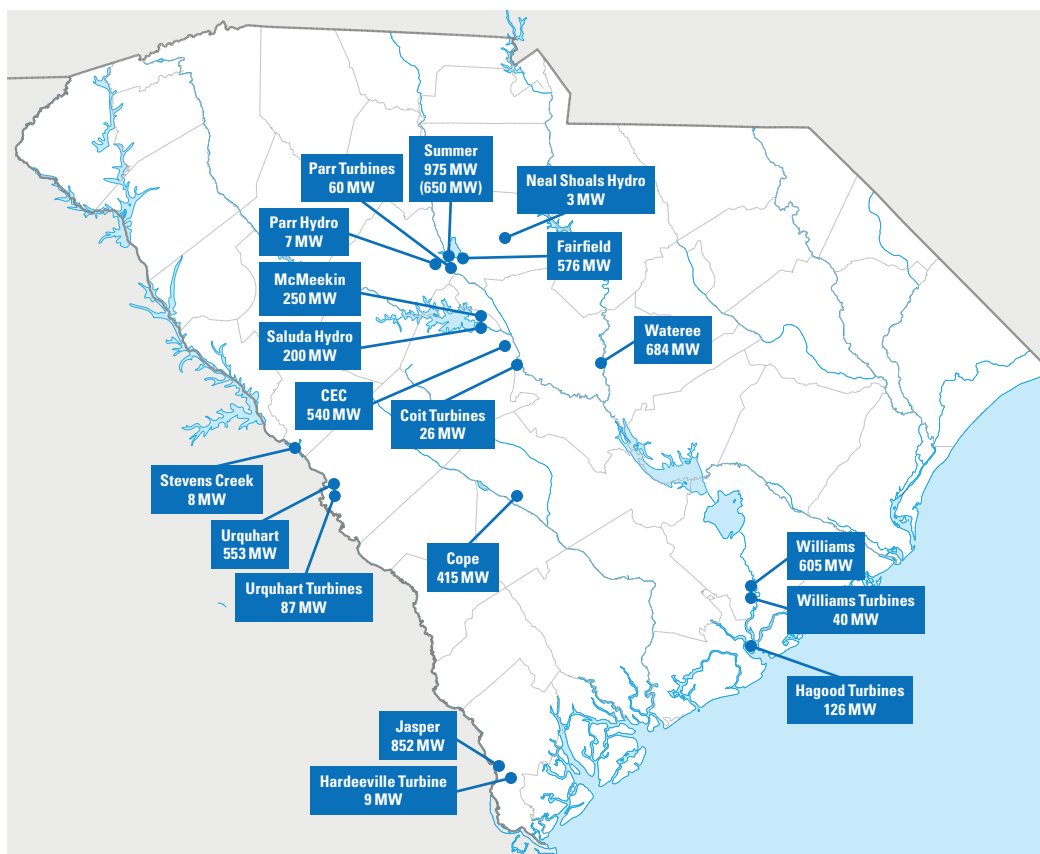 Summer
975 MW
(650 MW)
Parr Turbines
60 MW
Neal Shoals Hydro
3 MW
Parr Hydro
7 MW
Fairfield
576 MW
McMeekin
250 MW
Saluda Hydro
200 MW
Wateree
684 MW
CEC
540 MW
Coit Turbines
26 MW
Stevens Creek
8 MW
Urquhart
553 MW
Urquhart Turbines
87 MW
Cope
415 MW
Williams
605 MW
Williams Turbines
40 MW
Hagood Turbines
126 MW
Jasper
852 MW
Hardeeville Turbine
9 MW